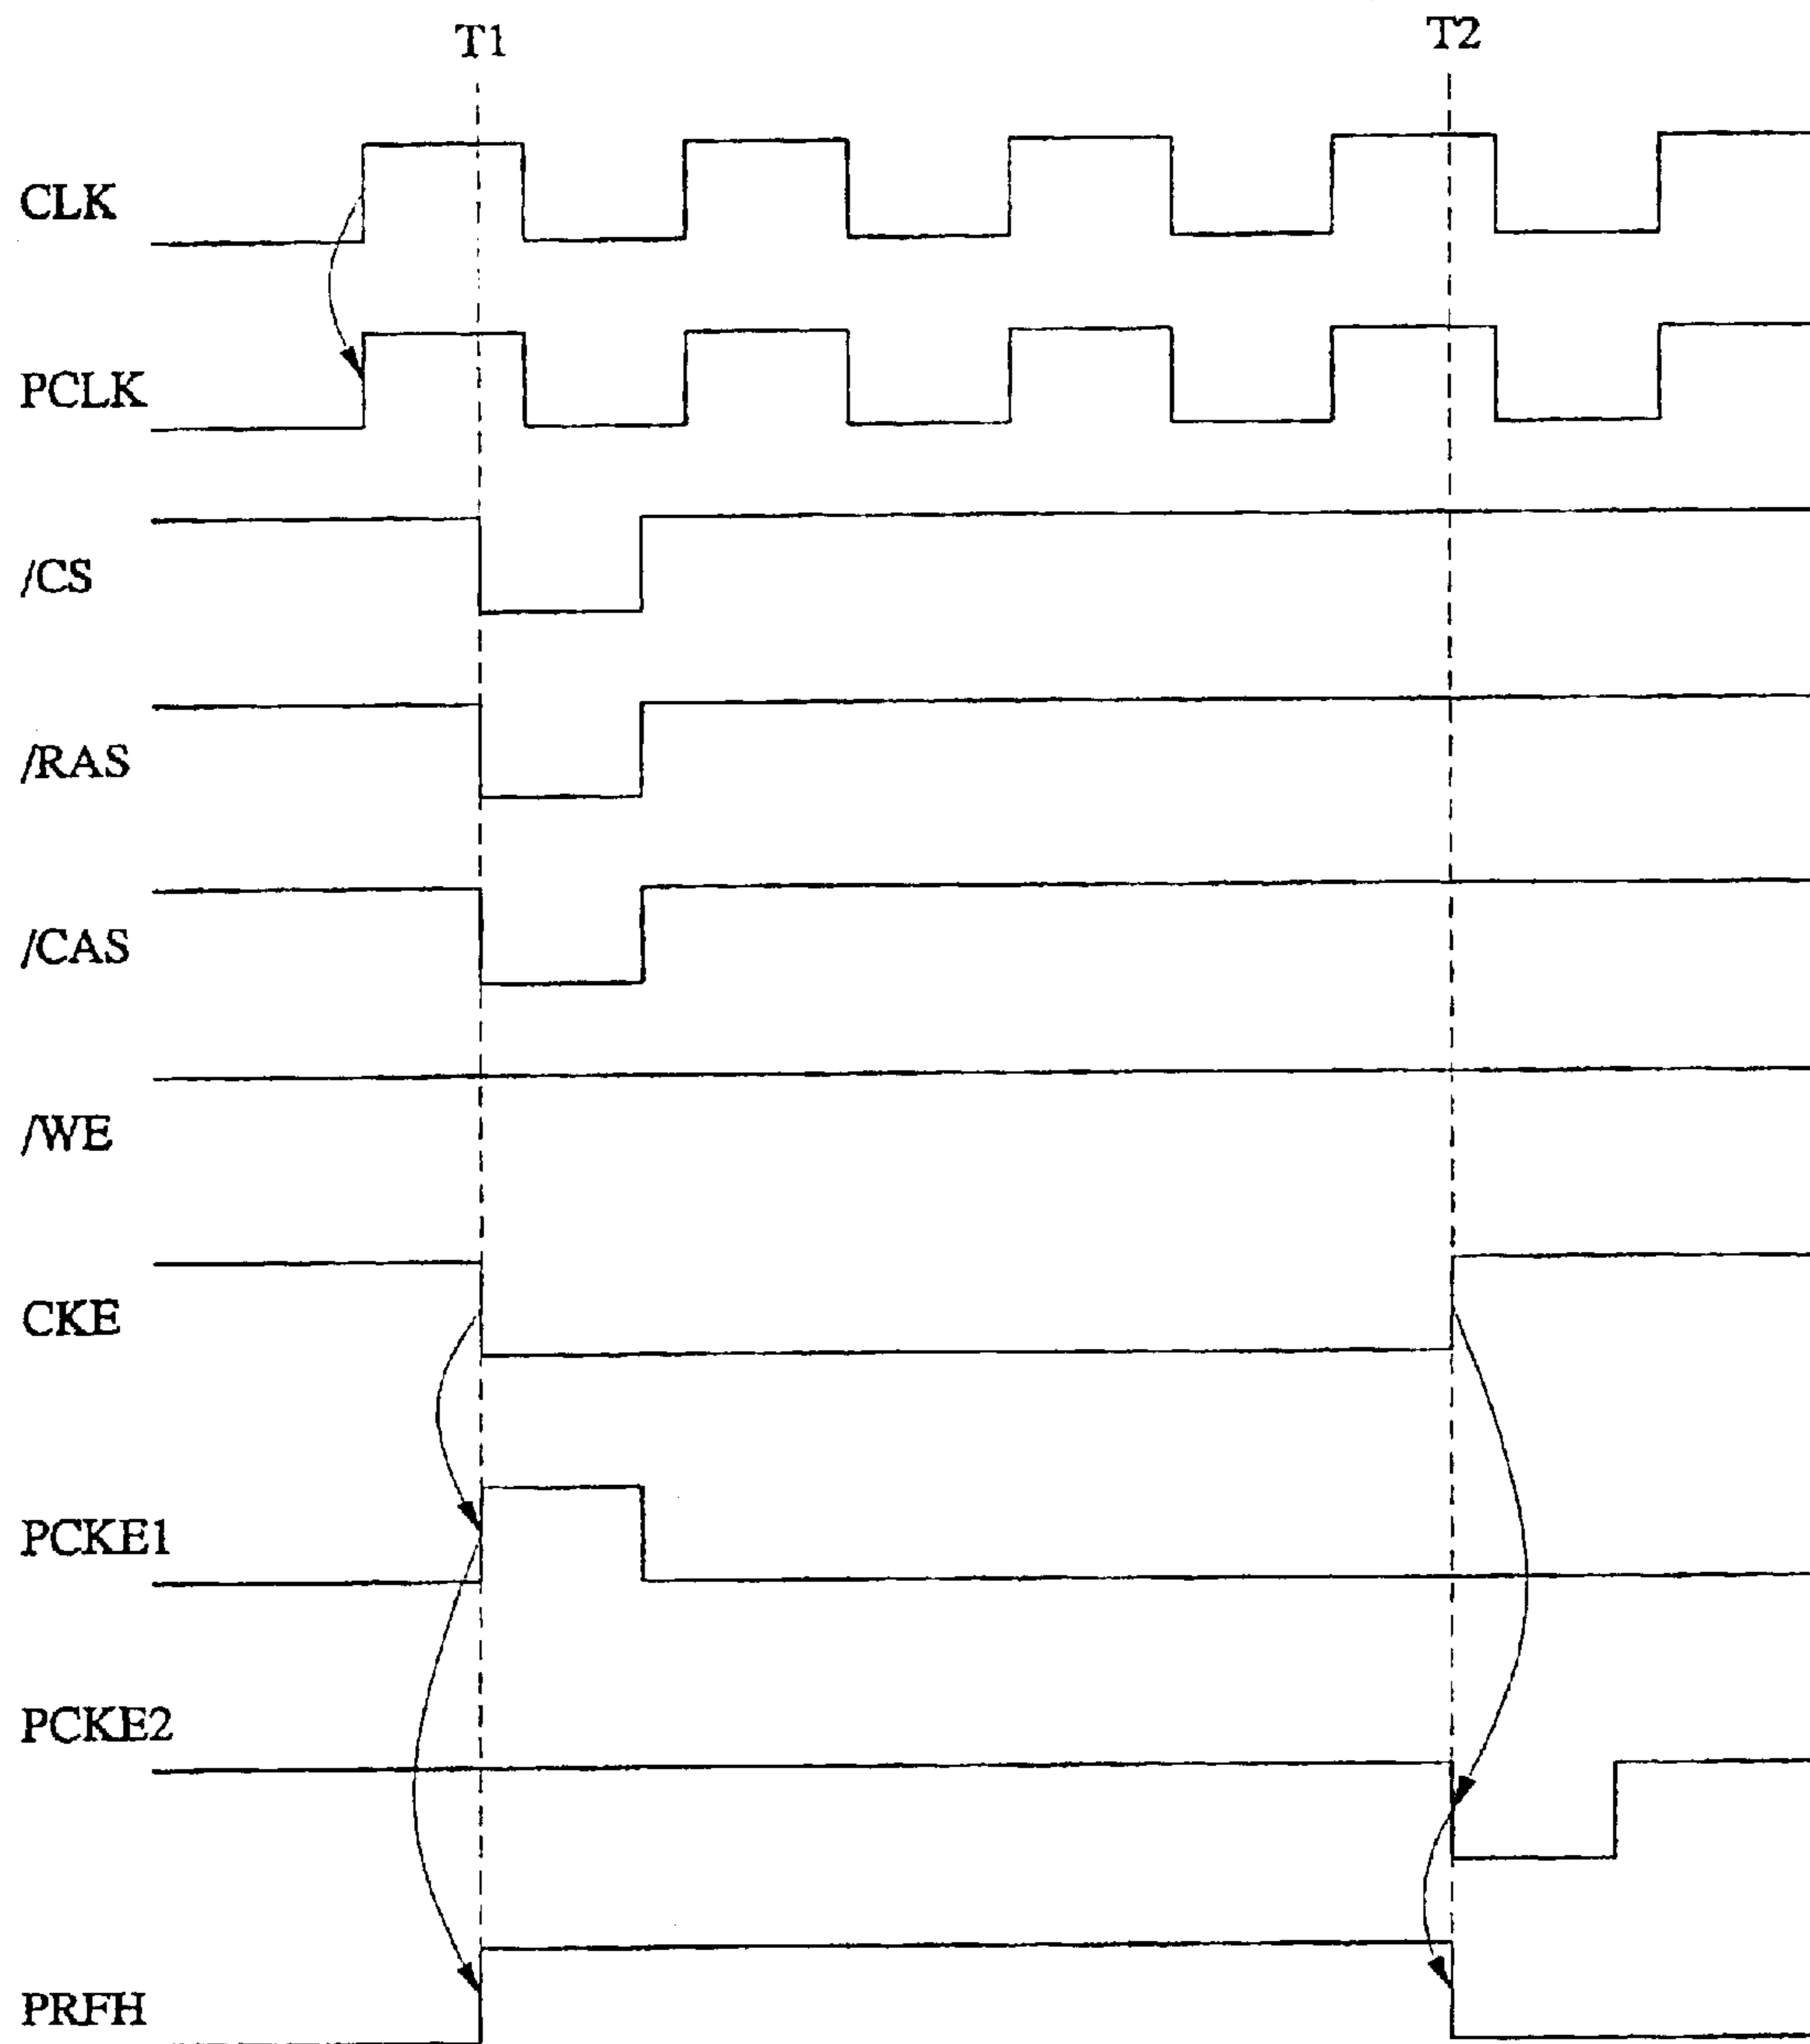 T1 T2
CLK
PCLK
/CS
/RAS
/CAS
/WE
CKE
PCKE1
PCKE2
PRFH